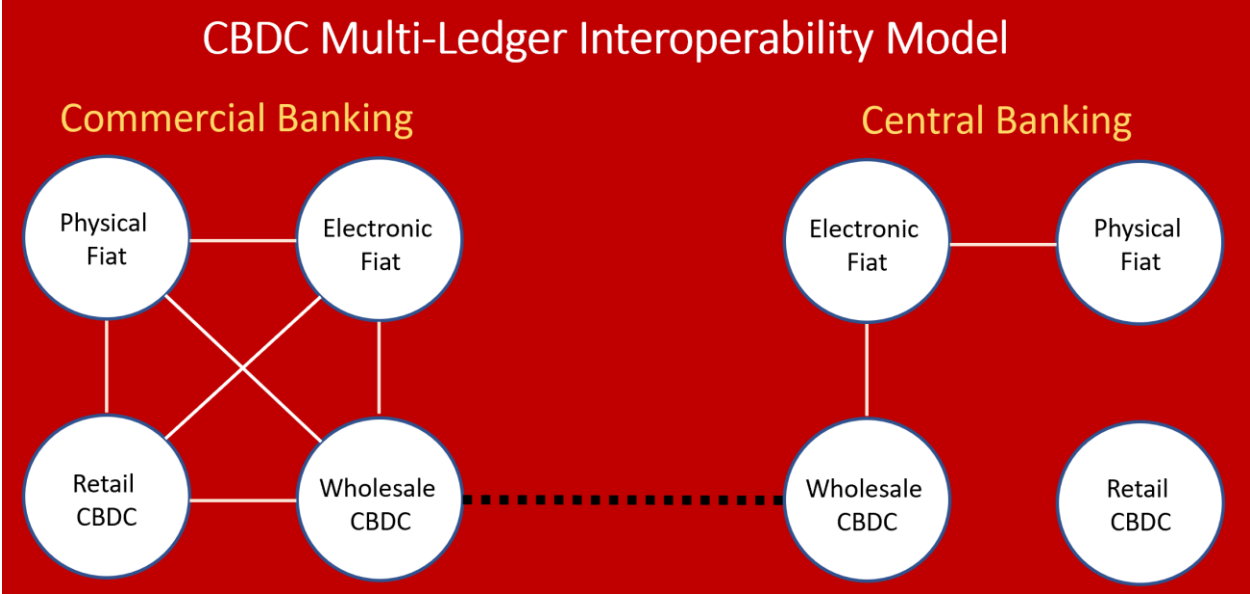 CBDC Multi-Ledger Interoperability Model
Commercial Banking
Central Banking
Physical
Fiat
Electronic
Fiat
Electronic
Fiat
Physical
Fiat
Retail
CBDC
Wholesale
CBDC
Wholesale
CBDC
Retail
CBDC